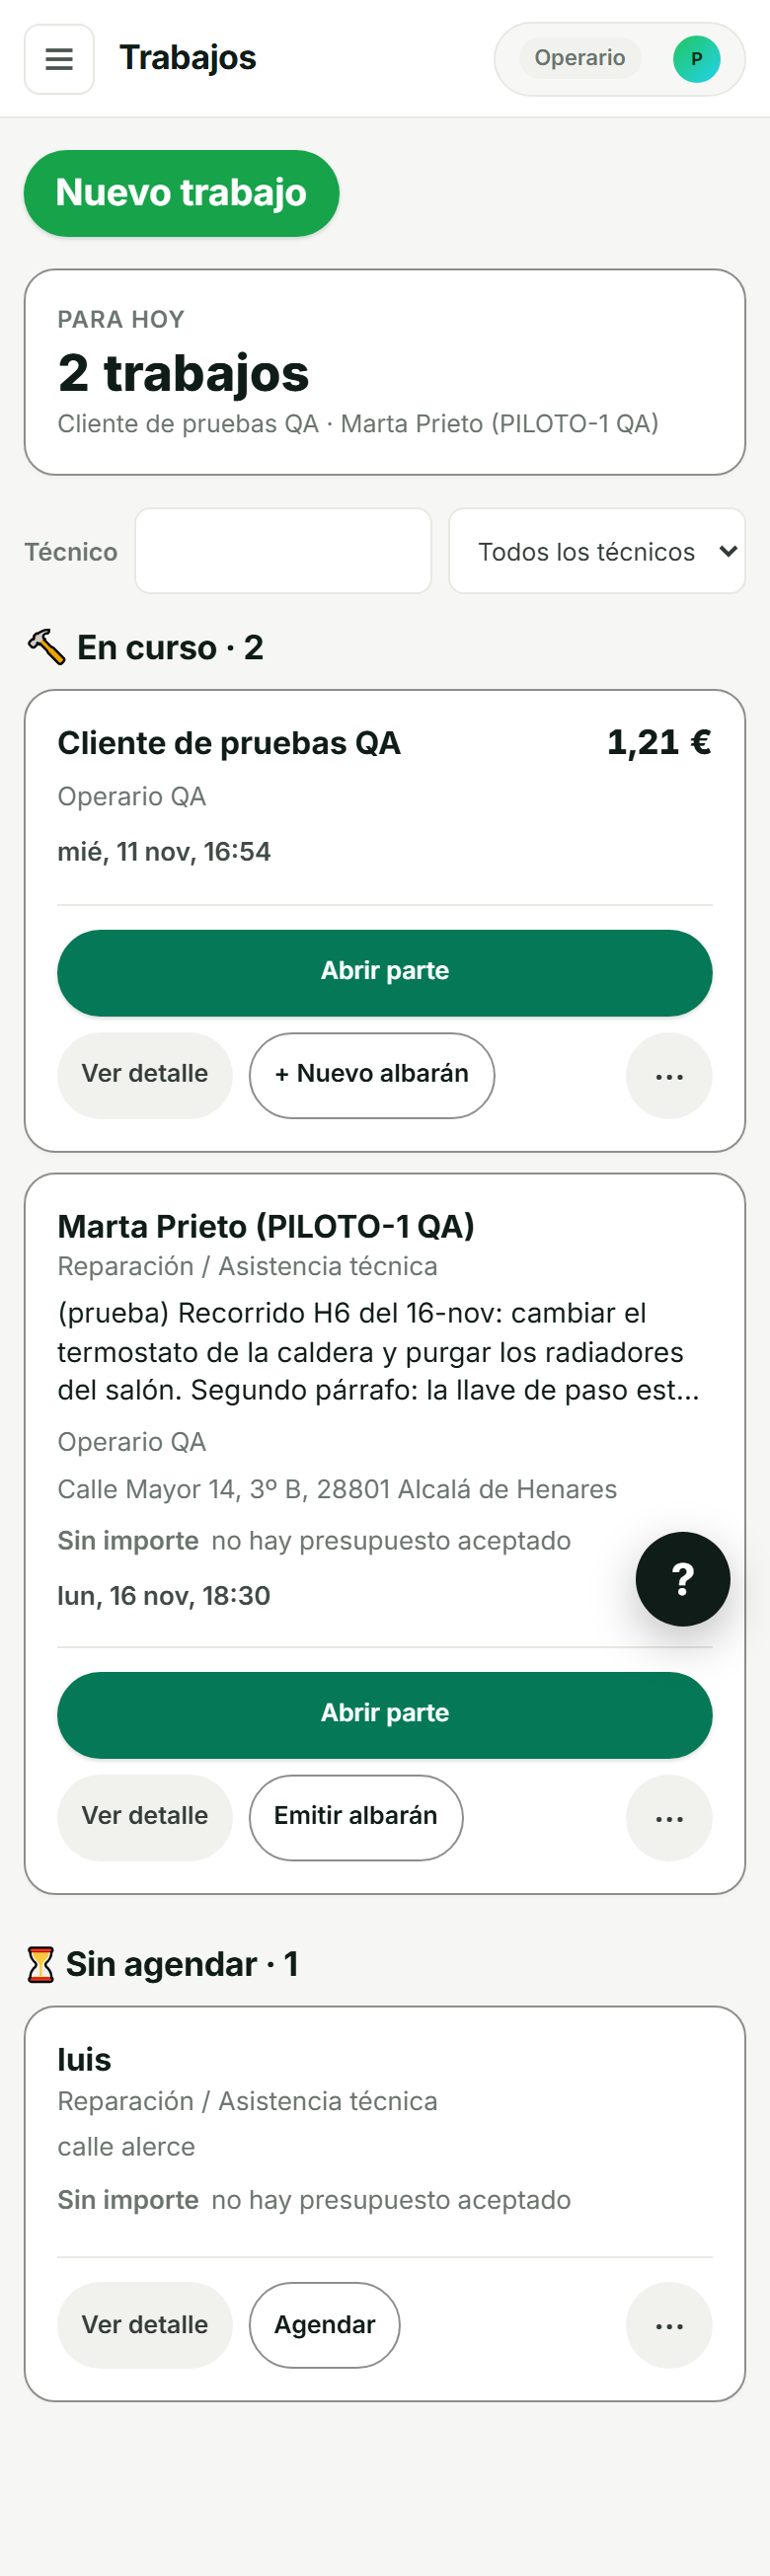 Trabajos
Operario
P
Nuevo trabajo
PARA HOY
2 trabajos
Cliente de pruebas QA · Marta Prieto (PILOTO-1 QA)
Técnico
Todos los técnicos
En curso · 2
Cliente de pruebas QA
1,21 €
Operario QA
mié, 11 nov, 16:54
Abrir parte
Ver detalle
+ Nuevo albarán
...
Marta Prieto (PILOTO-1 QA)
Reparación / Asistencia técnica
(prueba) Recorrido H6 del 16-nov: cambiar el
termostato de la caldera y purgar los radiadores
del salón. Segundo párrafo: la llave de paso est...
Operario QA
Calle Mayor 14, 3º B, 28801 Alcalá de Henares
Sin importe no hay presupuesto aceptado
?
lun, 16 nov, 18:30
Abrir parte
Ver detalle
Emitir albarán
...
Sin agendar · 1
luis
Reparación / Asistencia técnica
calle alerce
Sin importe no hay presupuesto aceptado
Ver detalle
Agendar
...